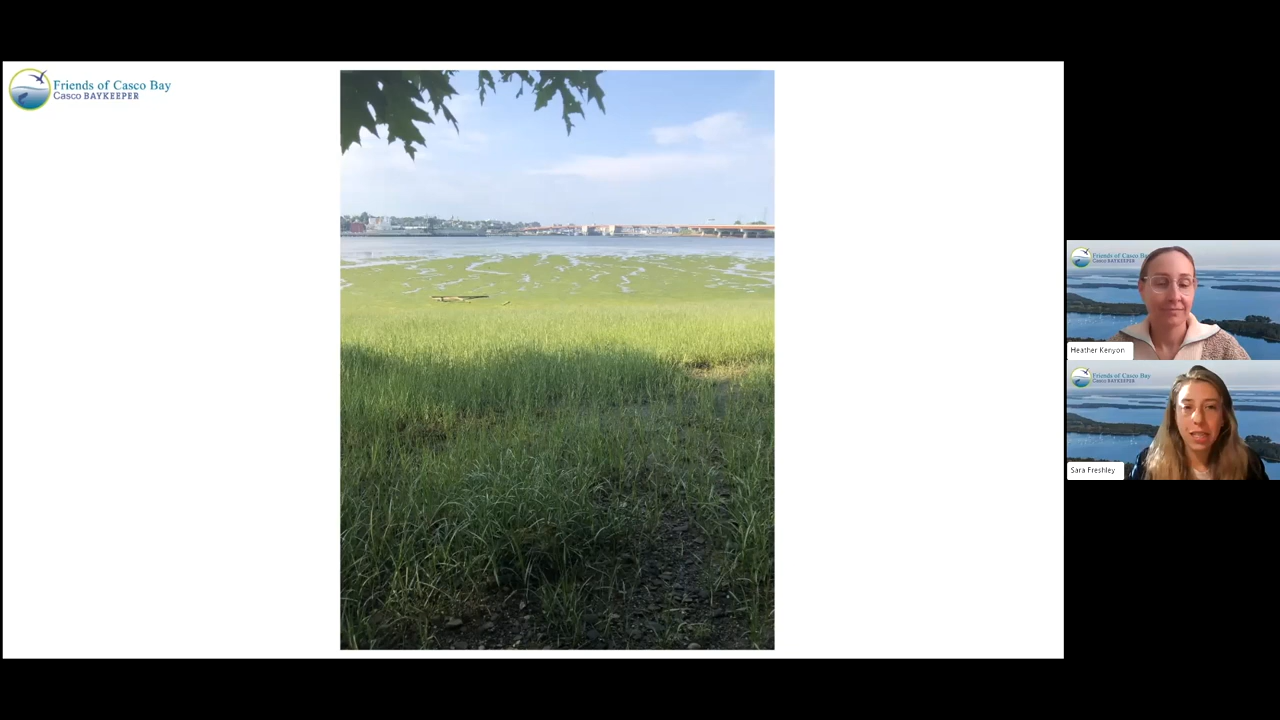 Friends of Casco Bay
Casco BAYKEEPER
Friends of Casco Bay
Casco BAYKEEPER
Heather Kenyon
Friends of Casco Bay
Casco BAYKEEPER
Sara Freshley